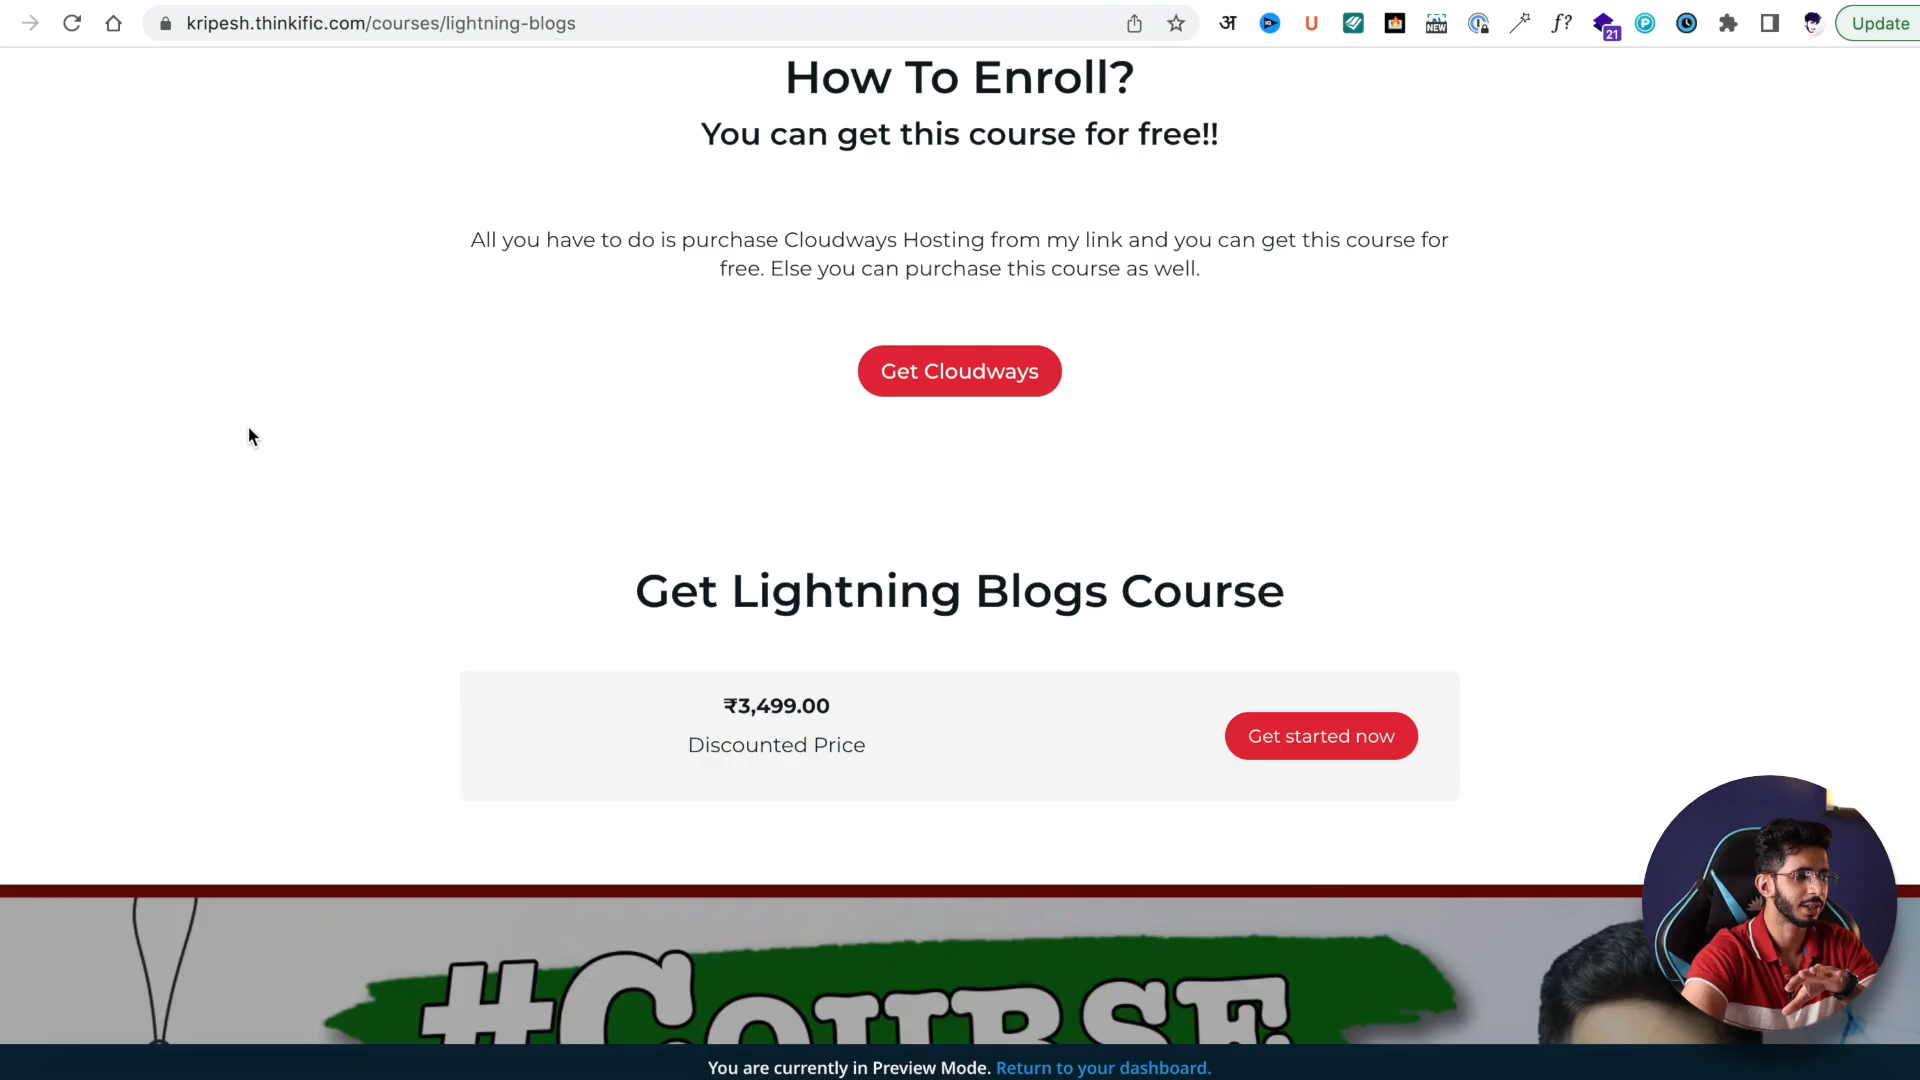 kripesh.thinkific.com/courses/lightning-blogs
अ
U
NEW
f?
21
P
Update
How To Enroll?
You can get this course for free!!
All you have to do is purchase Cloudways Hosting from my link and you can get this course for
free. Else you can purchase this course as well.
Get Cloudways
Get Lightning Blogs Course
₹3,499.00
Discounted Price
Get started now
#COURSE
You are currently in Preview Mode. Return to your dashboard.